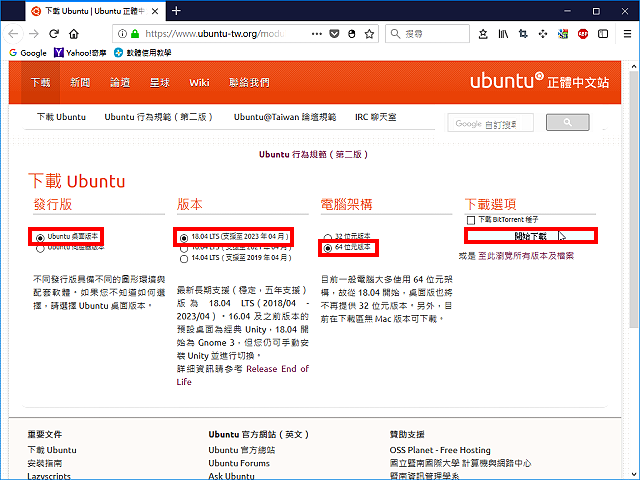 下載 Ubuntu | Ubuntu 正體中
https://www.ubuntu-tw.org/modu
搜尋
Google Yahoo!奇摩 軟體使用教學
下載 新聞 論壇 星球 Wiki 聯絡我們
ubuntu 正體中文站
下載 Ubuntu Ubuntu 行為規範（第二版） Ubuntu@Taiwan 論壇規範 IRC 聊天室
Google 自訂搜尋
Ubuntu 行為規範（第二版）
下載 Ubuntu
發行版 版本 電腦架構 下載選項
Ubuntu 桌面版本
18.04 LTS (支援至 2023 年 04 月)
14.04 LTS (支援至 2019 年 04 月)
32 位元版本
64 位元版本
下載 BitTorrent 種子
開始下載
或是 至此瀏覽所有版本及檔案
不同發行版具備不同的圖形環境與
配套軟體。如果您不知道如何選
擇，請選擇 Ubuntu 桌面版本。
最新長期支援（穩定，五年支援）
版為 18.04 LTS(2018/04 -
2023/04)。16.04 及之前版本的
預設桌面為經典 Unity，18.04 開
始為 Gnome 3，但您仍可手動安
裝 Unity 並進行切換。
詳細資訊請參考 Release End of
Life
目前一般電腦大多使用 64 位元架
構，故從 18.04 開始，桌面版也將
不再提供 32 位元版本。另外，目
前在下載區無 Mac 版本可下載。
重要文件
下載 Ubuntu
安裝指南
Lazyscripts
Ubuntu 官方網站（英文）
Ubuntu 官方總站
Ubuntu Forums
Ask Ubuntu
贊助支援
OSS Planet - Free Hosting
國立暨南國際大學 計算機與網路中心
暨南資訊管理學系